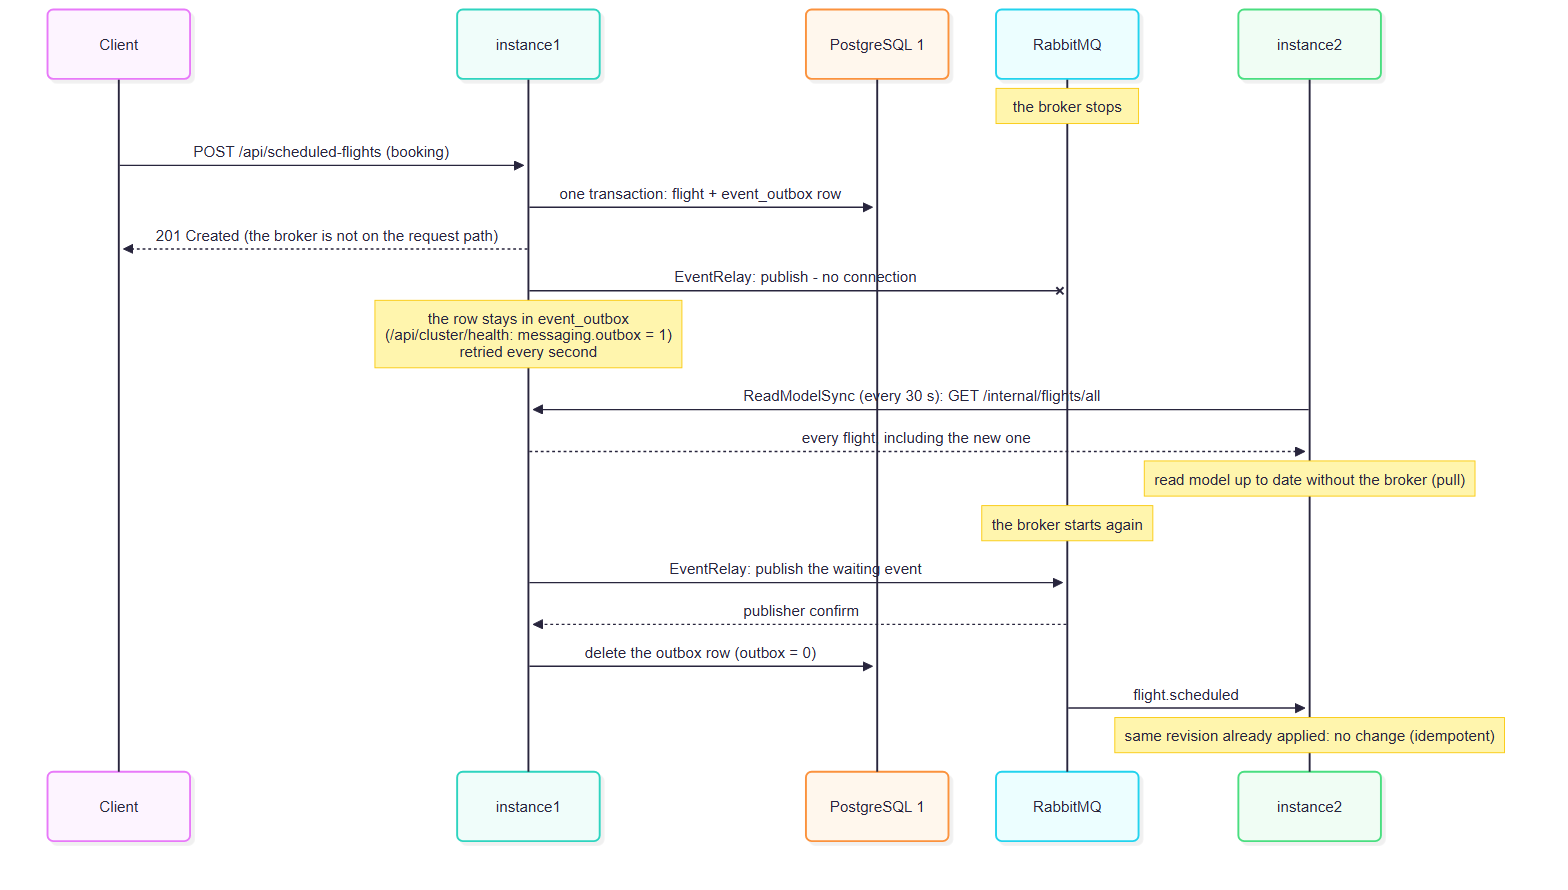 Client
instance1
PostgreSQL 1
RabbitMQ
instance2
the broker stops
POST /api/scheduled-flights (booking)
one transaction: flight + event_outbox row
201 Created (the broker is not on the request path)
EventRelay: publish - no connection
the row stays in event_outbox
(/api/cluster/health: messaging.outbox = 1)
retried every second
ReadModelSync (every 30 s): GET /internal/flights/all
every flight, including the new one
read model up to date without the broker (pull)
the broker starts again
EventRelay: publish the waiting event
publisher confirm
delete the outbox row (outbox = 0)
flight.scheduled
same revision already applied: no change (idempotent)
Client
instance1
PostgreSQL 1
RabbitMQ
instance2